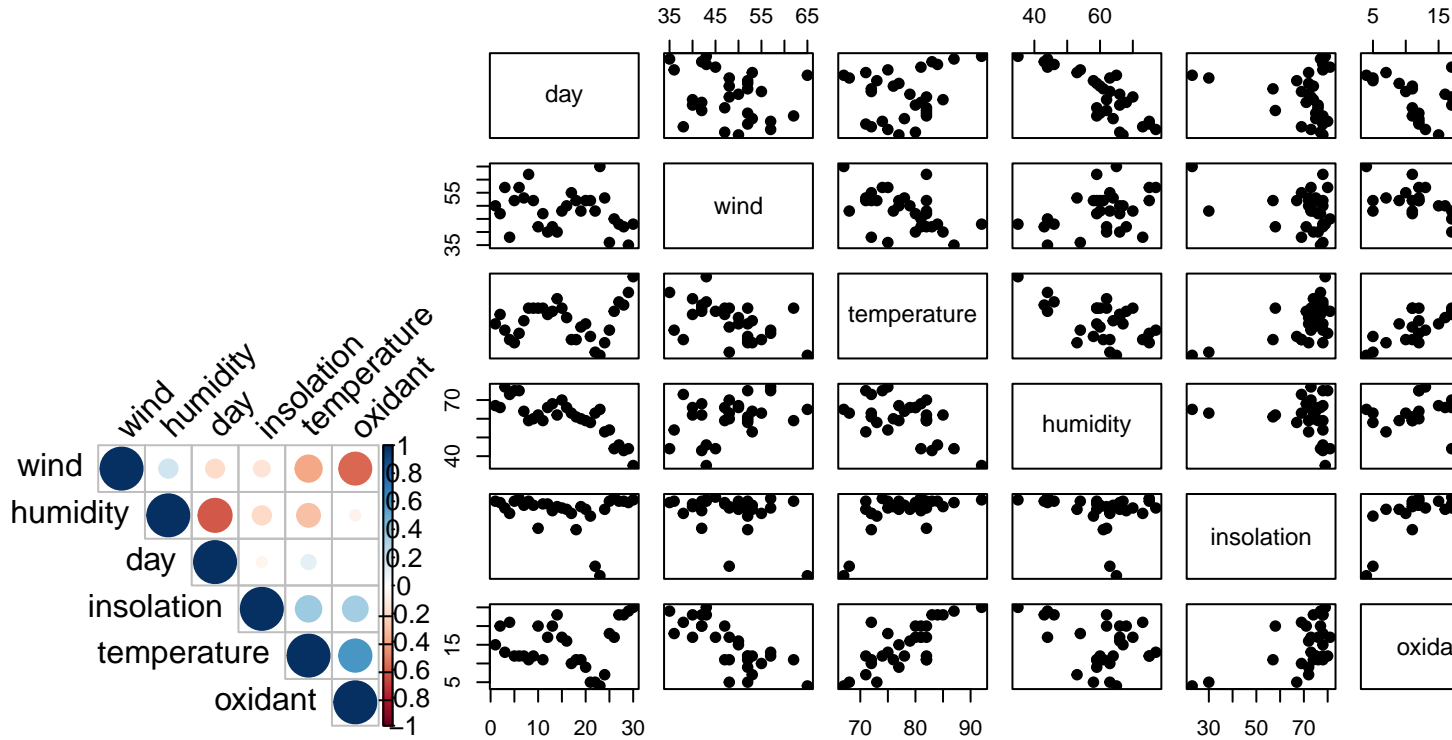 35 45 55 65
40 60
5 15
day
35 55
wind
temperature
40 70
humidity
insolation
5 15
oxida
0 10 20 30
70 80 90
30 50 70
wind
humidity
day
insolation
temperature
oxidant
wind
humidity
day
insolation
temperature
oxidant
1
0.8
0.6
0.4
0.2
0
0.2
0.4
0.6
0.8
−1